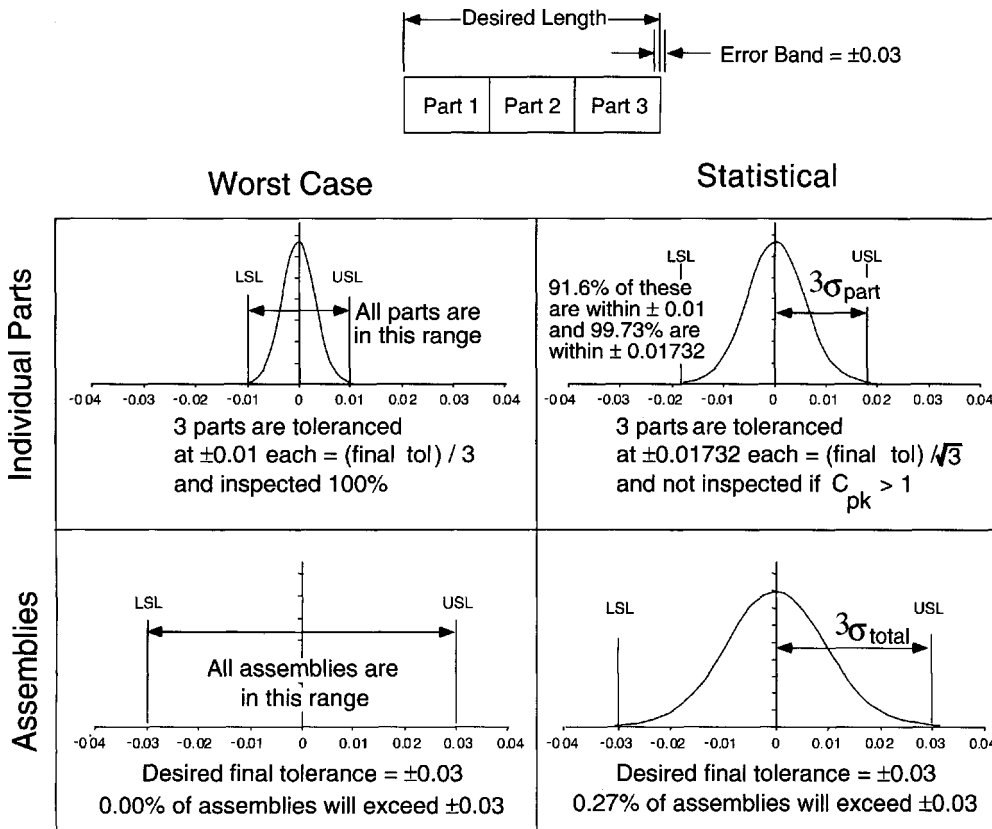 Desired Length
Error Band = ±0.03
Part 1 Part 2 Part 3
Worst Case
Statistical
Individual Parts
LSL USL
All parts are
in this range
-0.04 -0.03 -0.02 -0.01 0 0.01 0.02 0.03 0.04
3 parts are toleranced
at ±0.01 each = (final tol) / 3
and inspected 100%
LSL USL
91.6% of these
are within ± 0.01
and 99.73% are
within ± 0.01732
3σpart
-0.04 -0.03 -0.02 -0.01 0 0.01 0.02 0.03 0.04
3 parts are toleranced
at ±0.01732 each = (final tol) /√3
and not inspected if Cpk > 1
Assemblies
LSL USL
All assemblies are
in this range
-0.04 -0.03 -0.02 -0.01 0 0.01 0.02 0.03 0.04
Desired final tolerance = ±0.03
0.00% of assemblies will exceed ±0.03
LSL USL
3σtotal
-0.04 -0.03 -0.02 -0.01 0 0.01 0.02 0.03 0.04
Desired final tolerance = ±0.03
0.27% of assemblies will exceed ±0.03